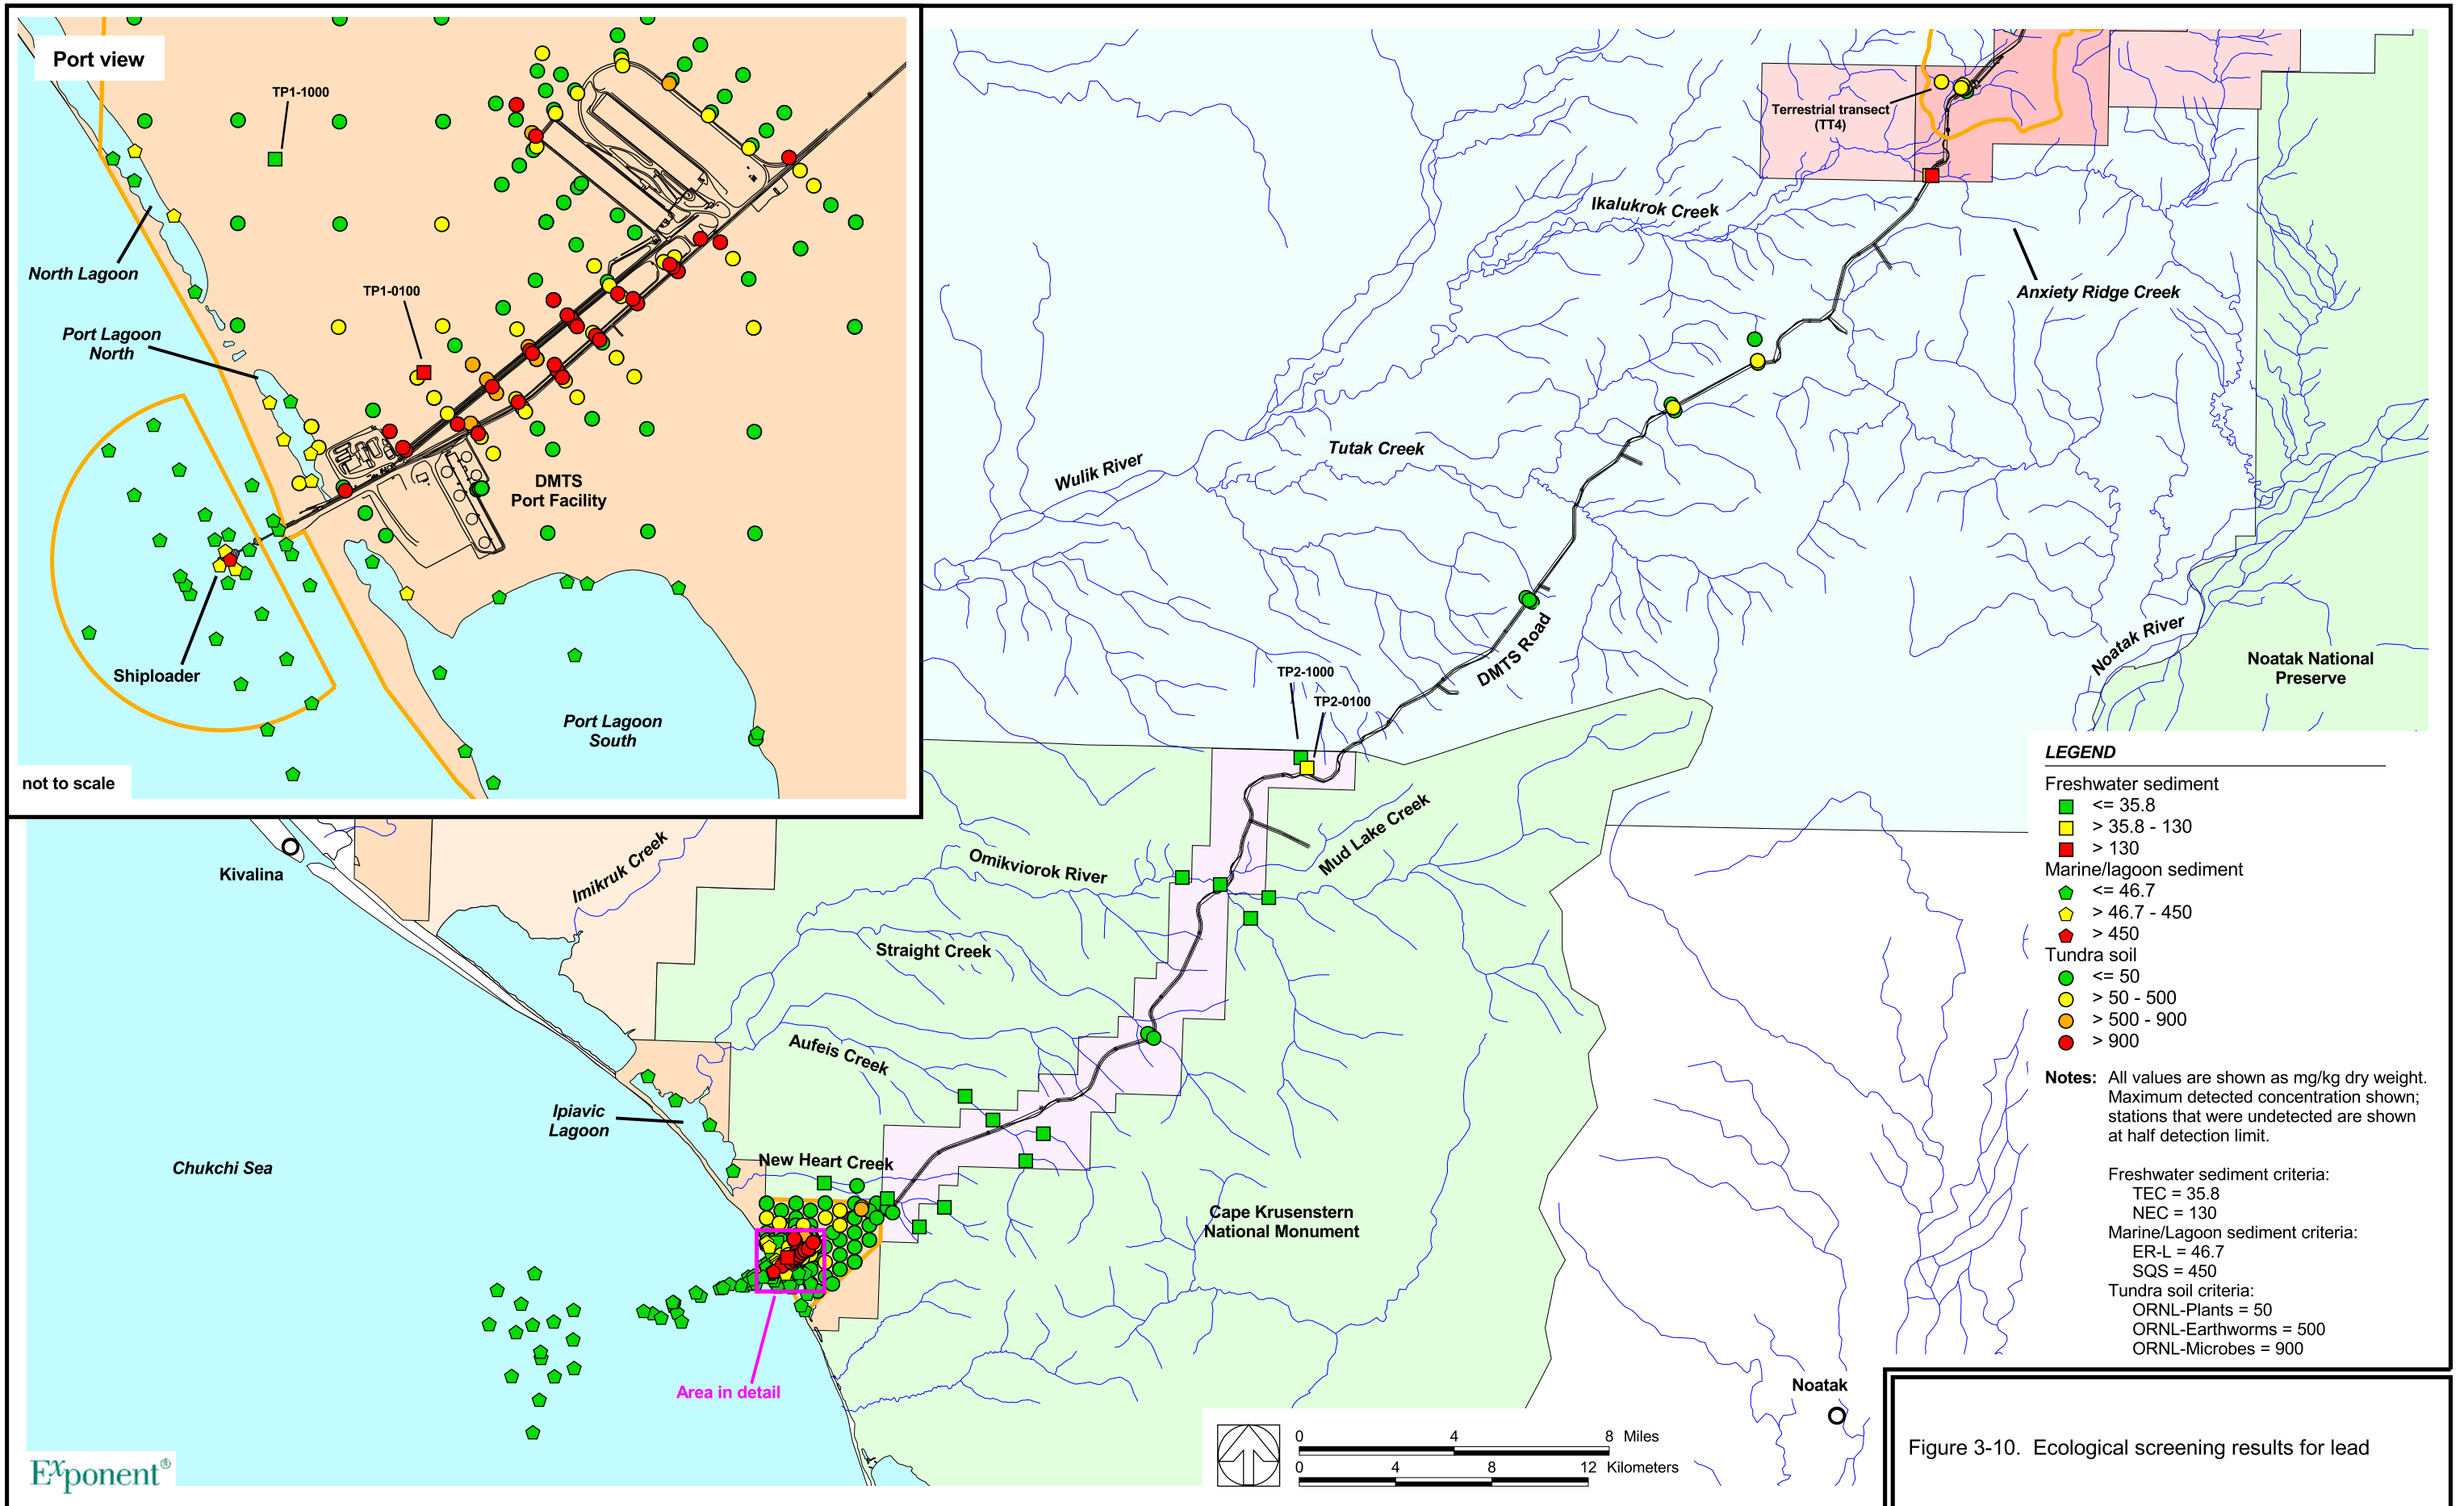 Port view
TP1-1000
North Lagoon
TP1-0100
Port Lagoon
North
DMTS
Port Facility
Shiploader
Port Lagoon
South
not to scale
Terrestrial transect
(TT4)
Ikalukrok Creek
Anxiety Ridge Creek
Tutak Creek
Wulik River
DMTS Road
Noatak River
Noatak National
Preserve
TP2-1000
TP2-0100
Kivalina
Imikruk Creek
Omikviorok River
Mud Lake Creek
Straight Creek
Aufeis Creek
Ipiavic
Lagoon
Chukchi Sea
New Heart Creek
Cape Krusenstern
National Monument
Area in detail
Noatak
LEGEND
Freshwater sediment
<= 35.8
> 35.8 - 130
> 130
Marine/lagoon sediment
<= 46.7
> 46.7 - 450
> 450
Tundra soil
<= 50
> 50 - 500
> 500 - 900
> 900
Notes: All values are shown as mg/kg dry weight.
Maximum detected concentration shown;
stations that were undetected are shown
at half detection limit.
Freshwater sediment criteria:
TEC = 35.8
NEC = 130
Marine/Lagoon sediment criteria:
ER-L = 46.7
SQS = 450
Tundra soil criteria:
ORNL-Plants = 50
ORNL-Earthworms = 500
ORNL-Microbes = 900
0 4 8 Miles
0 4 8 12 Kilometers
Exponent®
Figure 3-10. Ecological screening results for lead